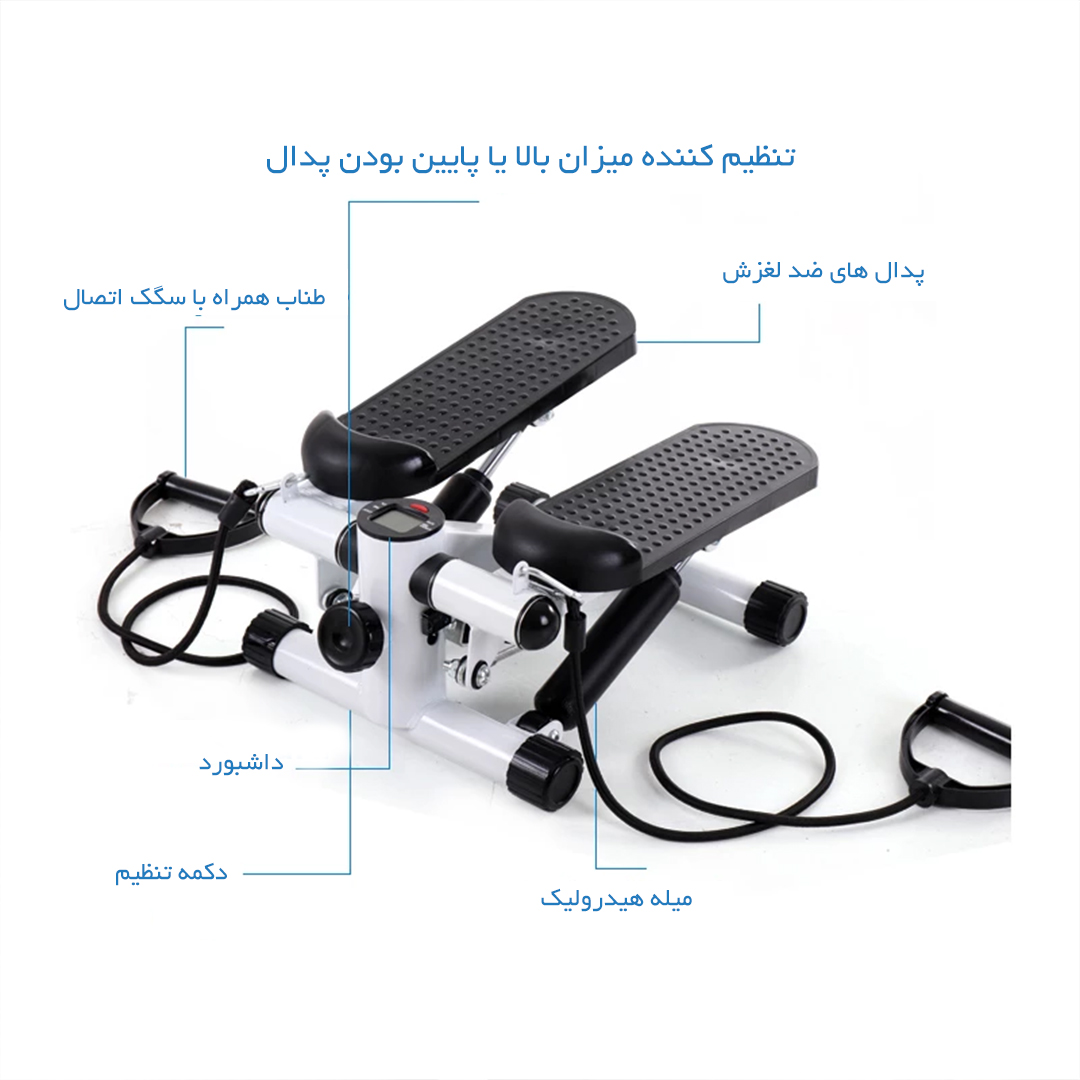 تنظیم کننده میزان بالا یا پایین بودن پدال
پدال های ضد لغزش
طناب همراه با سگک اتصال
داشبورد
دکمه تنظیم
میله هیدرولیک